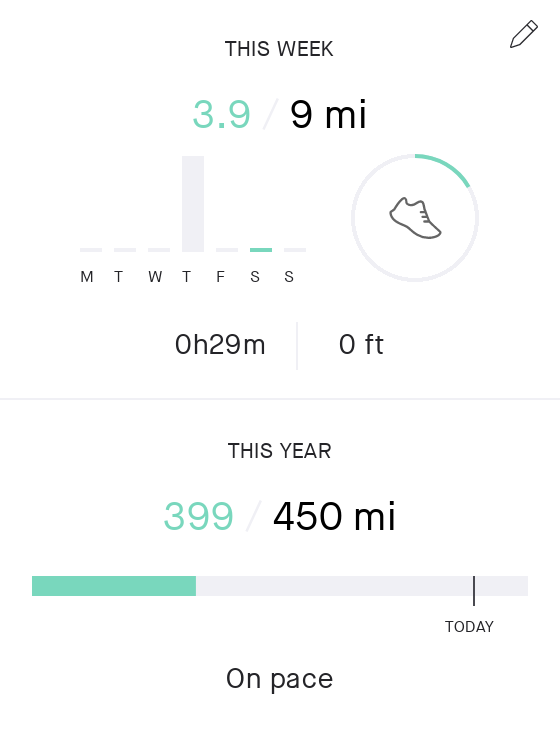 THIS WEEK
3.9 / 9 mi
M T W T F S S
0h29m | 0 ft
THIS YEAR
399 / 450 mi
TODAY
On pace